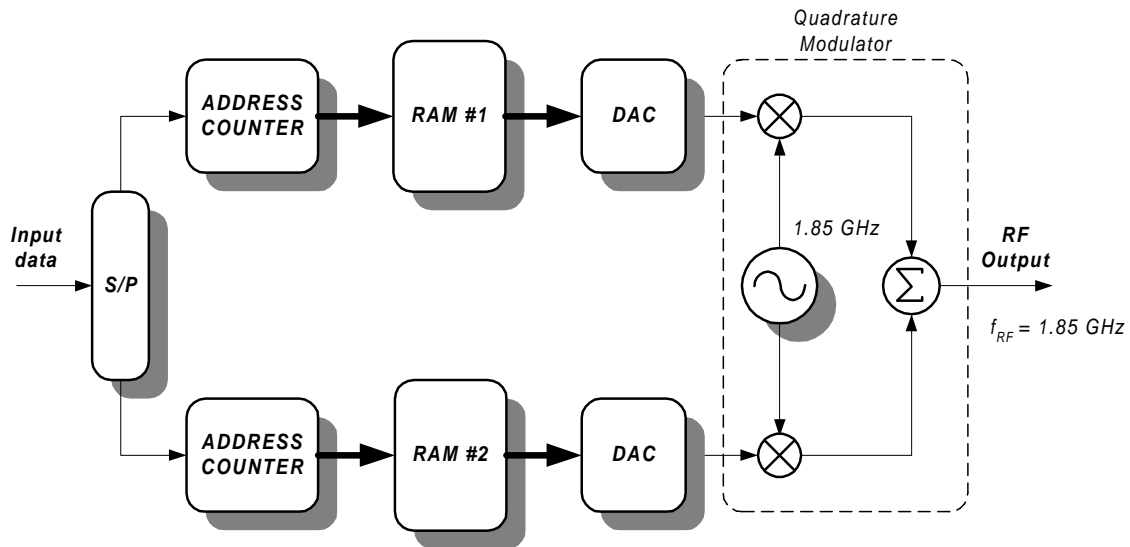 Quadrature
Modulator
ADDRESS
COUNTER
RAM #1
DAC
1.85 GHz
Input
data
S/P
Σ
RF
Output
f_RF = 1.85 GHz
ADDRESS
COUNTER
RAM #2
DAC